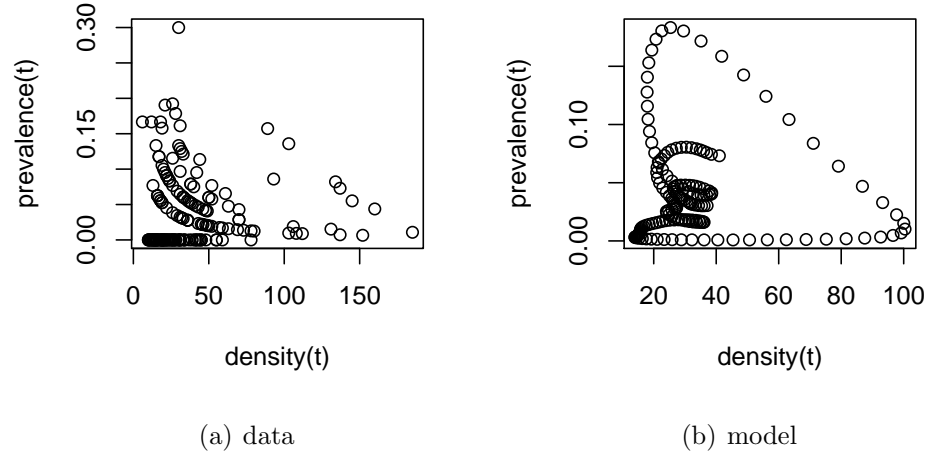 0.30
0.15
0.00
prevalence(t)
0 50 100 150
density(t)
(a) data
0.10
0.00
prevalence(t)
20 40 60 80 100
density(t)
(b) model